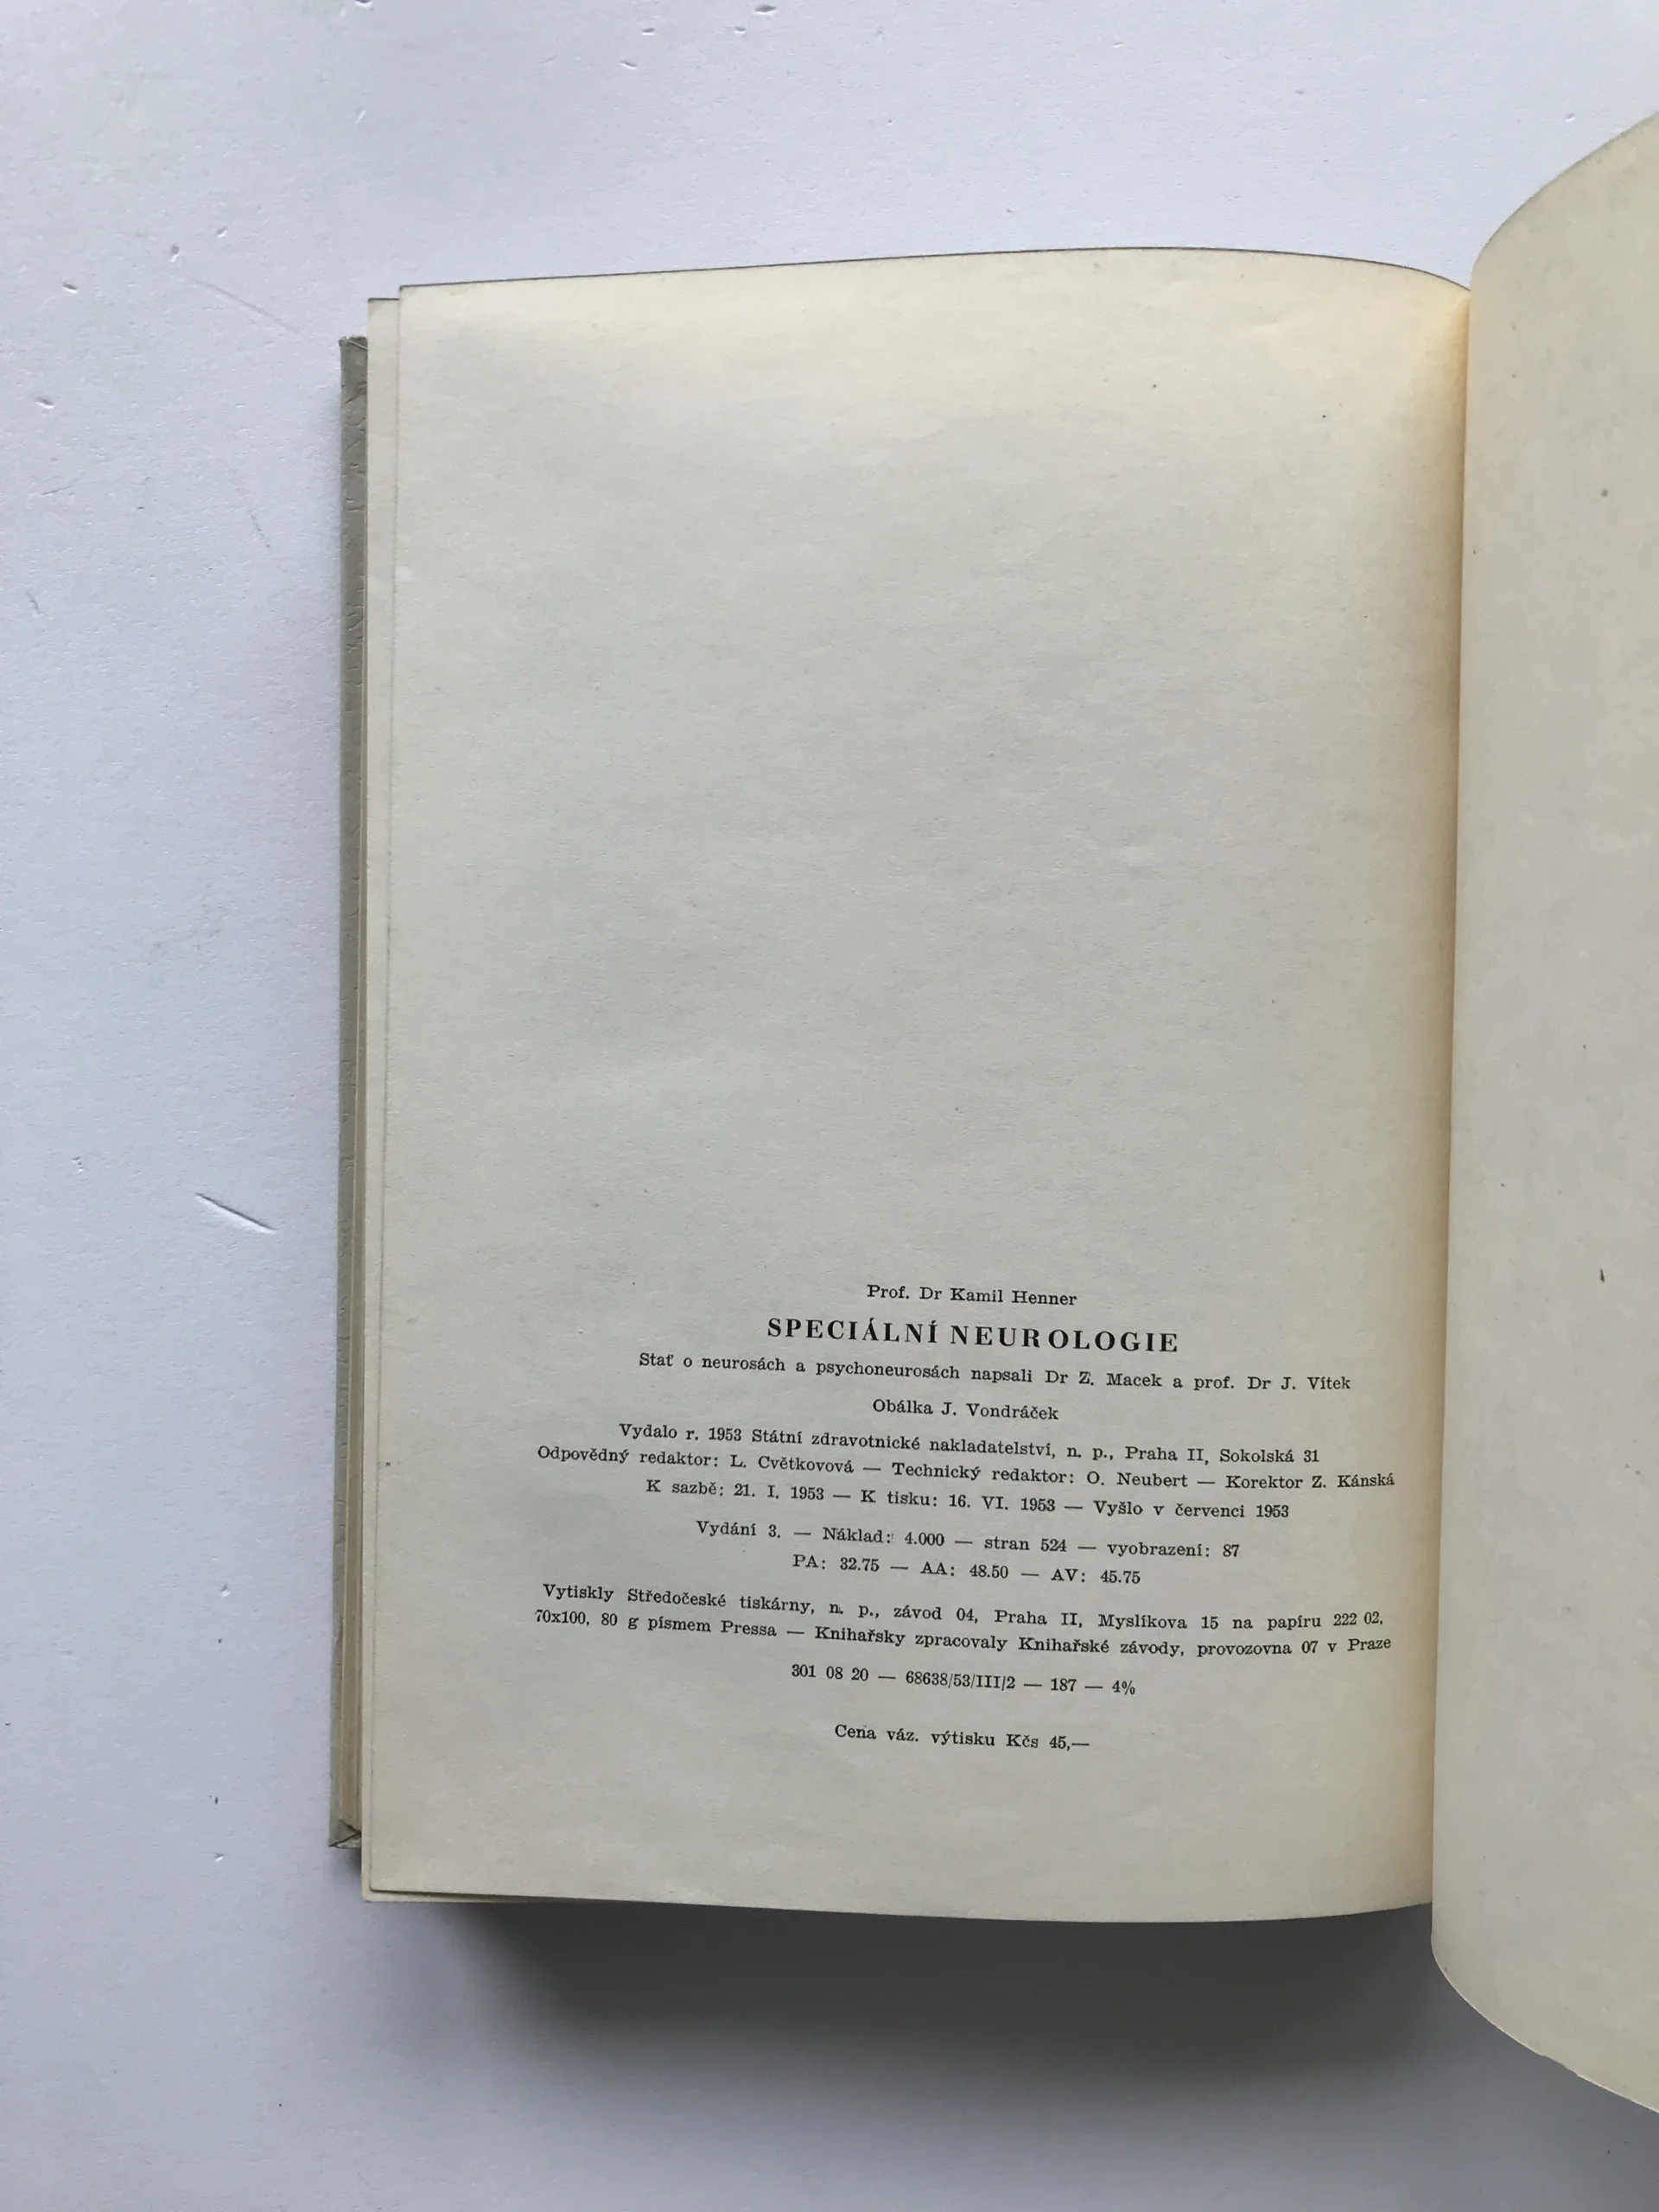 Prof. Dr Kamil Henner
SPECIÁLNÍ NEUROLOGIE
Stať o neurosách a psychoneurosách napsali Dr Z. Macek a prof. Dr J. Vítek
Obálka J. Vondráček
Vydalo r. 1953 Státní zdravotnické nakladatelství, n. p., Praha II, Sokolská 31
Odpovědný redaktor: L. Cvětkovová — Technický redaktor: O. Neubert — Korektor Z. Kánská
K sazbě: 21. I. 1953 — K tisku: 16. VI. 1953 — Vyšlo v červenci 1953
Vydání 3. — Náklad: 4.000 — stran 524 — vyobrazení: 87
PA: 32.75 — AA: 48.50 — AV: 45.75
Vytiskly Středočeské tiskárny, n. p., závod 04, Praha II, Myslíkova 15 na papíru 222 02,
70x100, 80 g písmem Pressa — Knihařsky zpracovaly Knihařské závody, provozovna 07 v Praze
301 08 20 — 68638/53/III/2 — 187 — 4%
Cena váz. výtisku Kčs 45,—